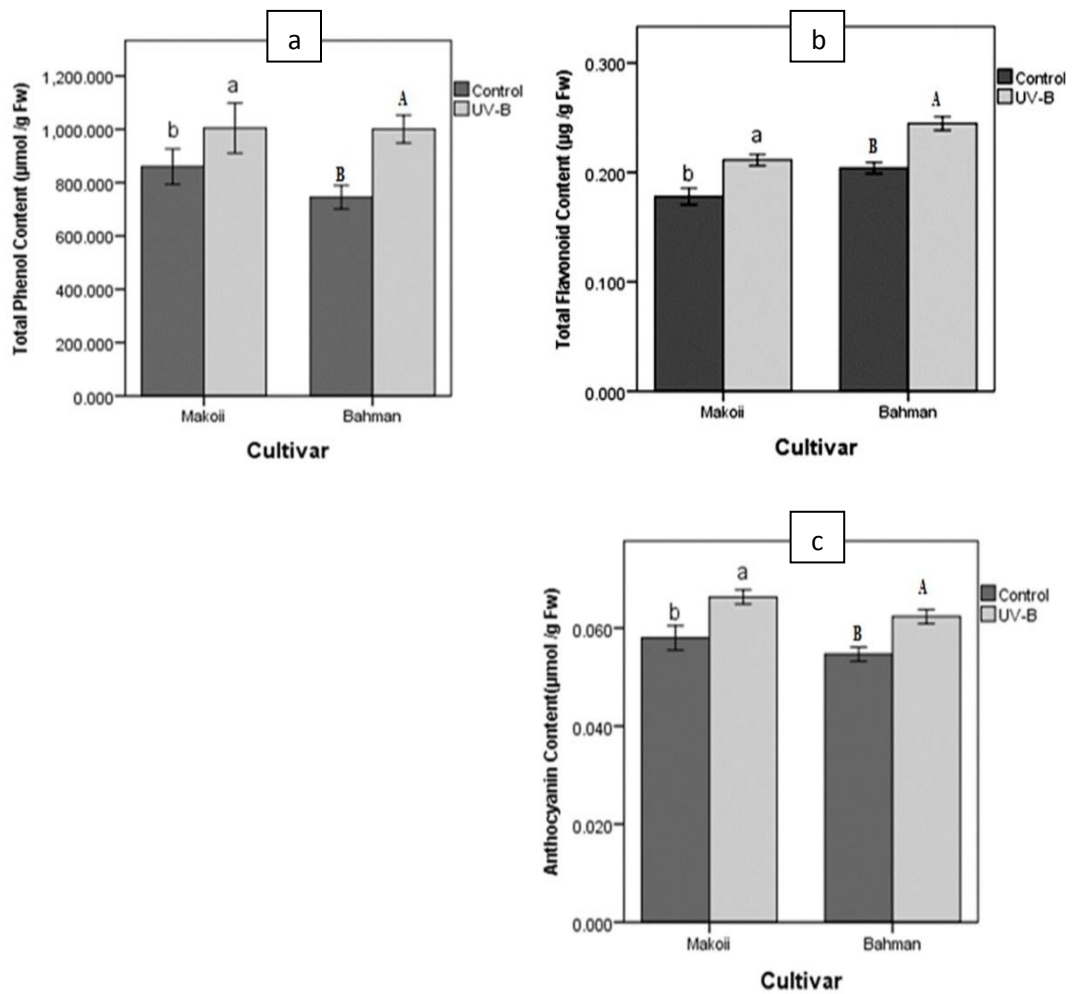 a
Total Phenol Content (µmol /g Fw)
1,200.000
1,000.000
800.000
600.000
400.000
200.000
0.000
b
a
B
A
Control
UV-B
Makoii
Bahman
Cultivar
b
Total Flavonoid Content (µg /g Fw)
0.300
0.200
0.100
0.000
b
a
B
A
Control
UV-B
Makoii
Bahman
Cultivar
c
Anthocyanin Content(µmol /g Fw)
0.060
0.040
0.020
0.000
b
a
B
A
Control
UV-B
Makoii
Bahman
Cultivar